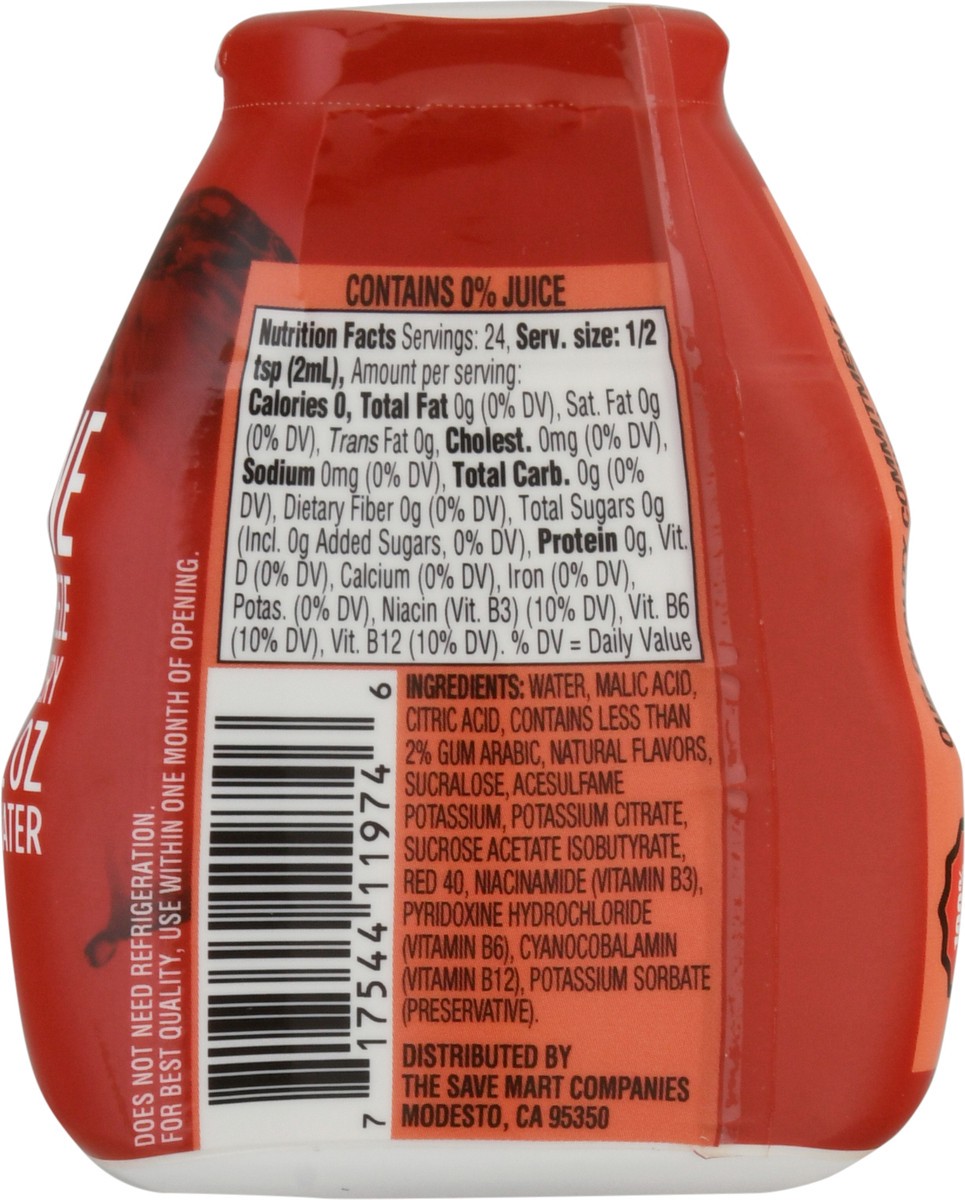 CONTAINS 0% JUICE
Nutrition Facts Servings: 24, Serv. size: 1/2
tsp (2mL), Amount per serving:
Calories 0, Total Fat 0g (0% DV), Sat. Fat 0g
(0% DV), Trans Fat 0g, Cholest. 0mg (0% DV),
Sodium 0mg (0% DV), Total Carb. 0g (0%
DV), Dietary Fiber 0g (0% DV), Total Sugars 0g
(Incl. 0g Added Sugars, 0% DV), Protein 0g, Vit.
D (0% DV), Calcium (0% DV), Iron (0% DV),
Potas. (0% DV), Niacin (Vit. B3) (10% DV), Vit. B6
(10% DV), Vit. B12 (10% DV). % DV = Daily Value
INGREDIENTS: WATER, MALIC ACID,
CITRIC ACID, CONTAINS LESS THAN
2% GUM ARABIC, NATURAL FLAVORS,
SUCRALOSE, ACESULFAME
POTASSIUM, POTASSIUM CITRATE,
SUCROSE ACETATE ISOBUTYRATE,
RED 40, NIACINAMIDE (VITAMIN B3),
PYRIDOXINE HYDROCHLORIDE
(VITAMIN B6), CYANOCOBALAMIN
(VITAMIN B12), POTASSIUM SORBATE
(PRESERVATIVE).
DISTRIBUTED BY
THE SAVE MART COMPANIES
MODESTO, CA 95350
7 17544 11974 6
DOES NOT NEED REFRIGERATION.
FOR BEST QUALITY, USE WITHIN ONE MONTH OF OPENING.
OZ
COMMITMENT